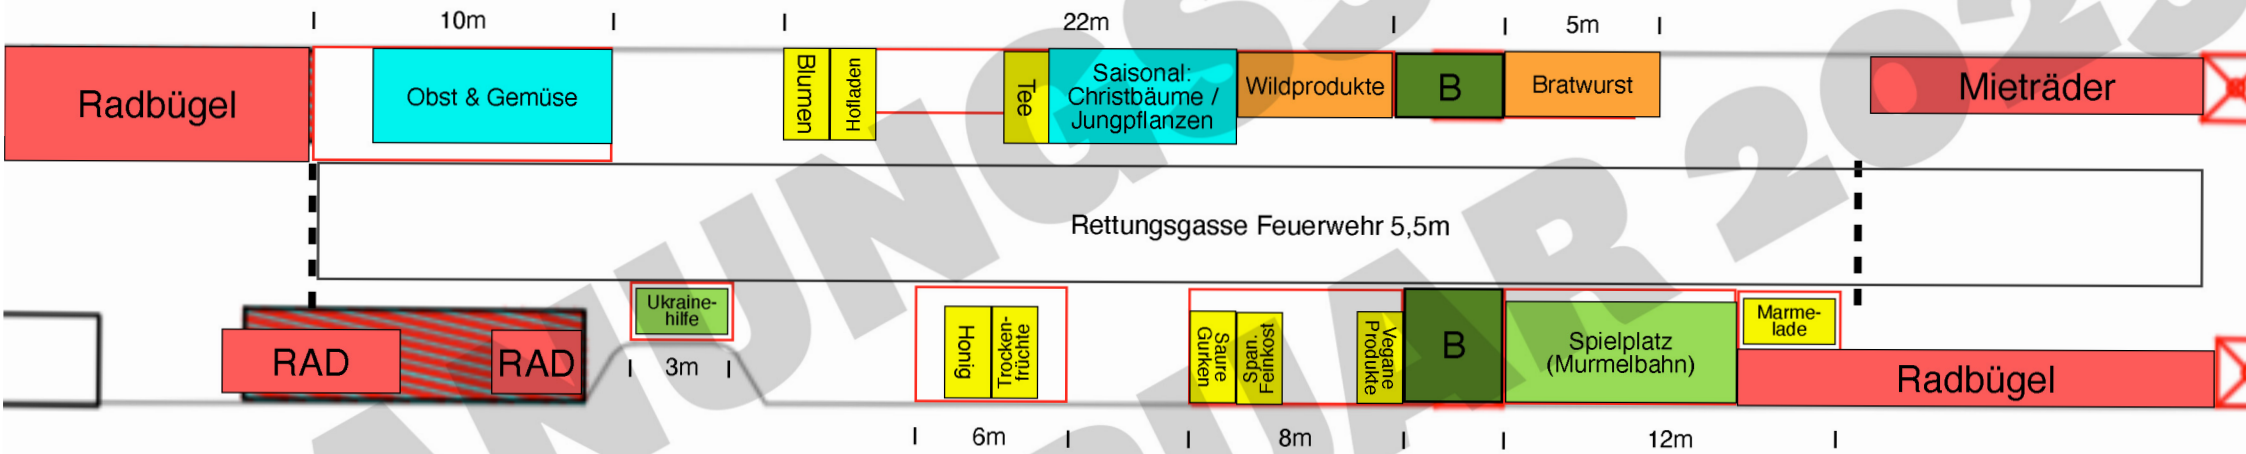 10m
22m
5m
Radbügel
Obst & Gemüse
Blumen
Hofladen
Tee
Saisonal:
Christbäume /
Jungpflanzen
Wildprodukte
B
Bratwurst
Mieträder
Rettungsgasse Feuerwehr 5,5m
RAD
RAD
Ukraine-
hilfe
3m
Honig
Trocken-
früchte
Saure
Gurken
Span.
Feinkost
Vegane
Produkte
B
Spielplatz
(Murmelbahn)
Marme-
lade
Radbügel
6m
8m
12m